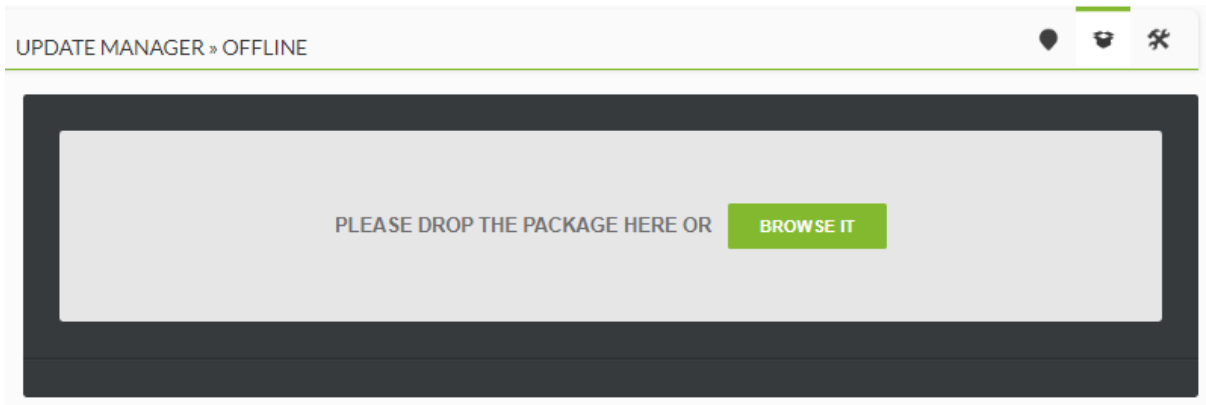 UPDATE MANAGER » OFFLINE
PLEASE DROP THE PACKAGE HERE OR BROWSE IT